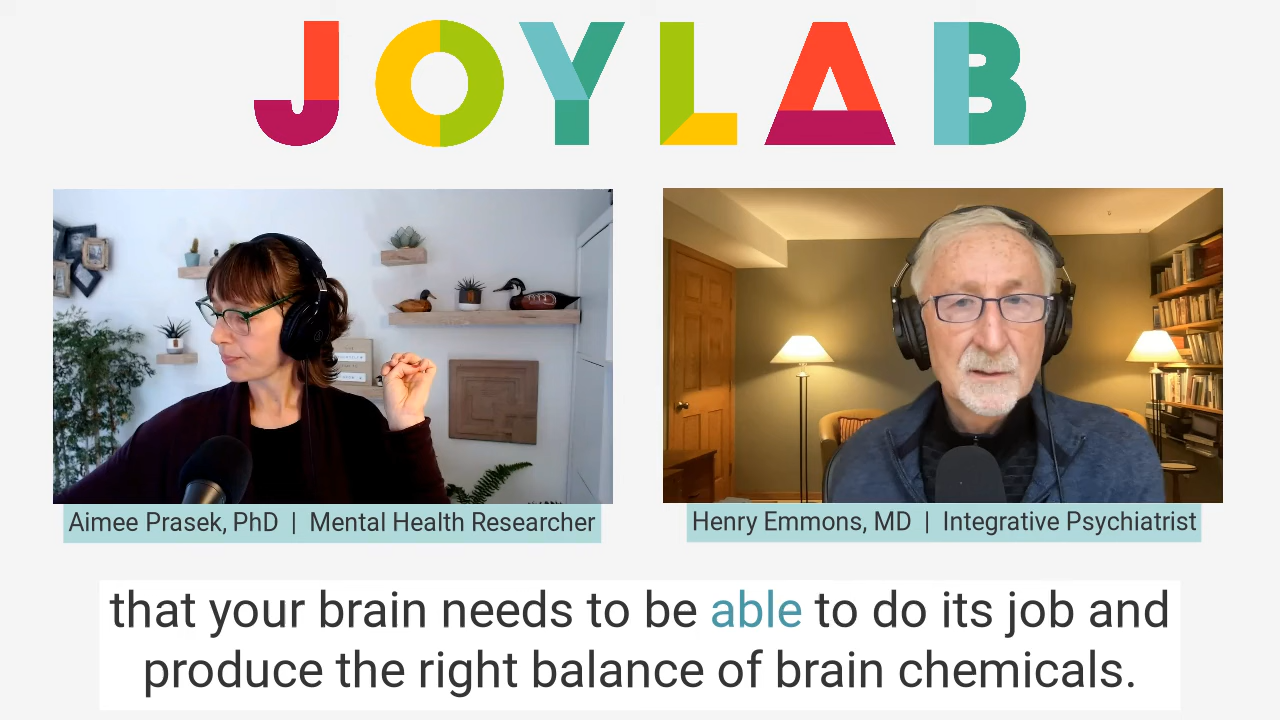 JOYLAB
Aimee Prasek, PhD | Mental Health Researcher
Henry Emmons, MD | Integrative Psychiatrist
that your brain needs to be able to do its job and
produce the right balance of brain chemicals.